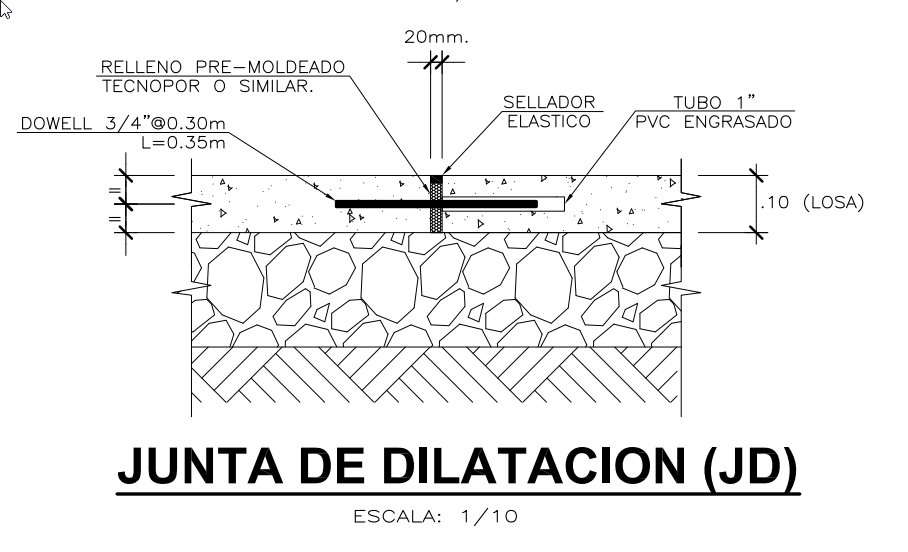 20mm.
RELLENO PRE-MOLDEADO
TECNOPOR O SIMILAR.
SELLADOR
ELASTICO
TUBO 1"
PVC ENGRASADO
DOWELL 3/4"@0.30m
L=0.35m
=
=
.10 (LOSA)
JUNTA DE DILATACION (JD)
ESCALA: 1/10